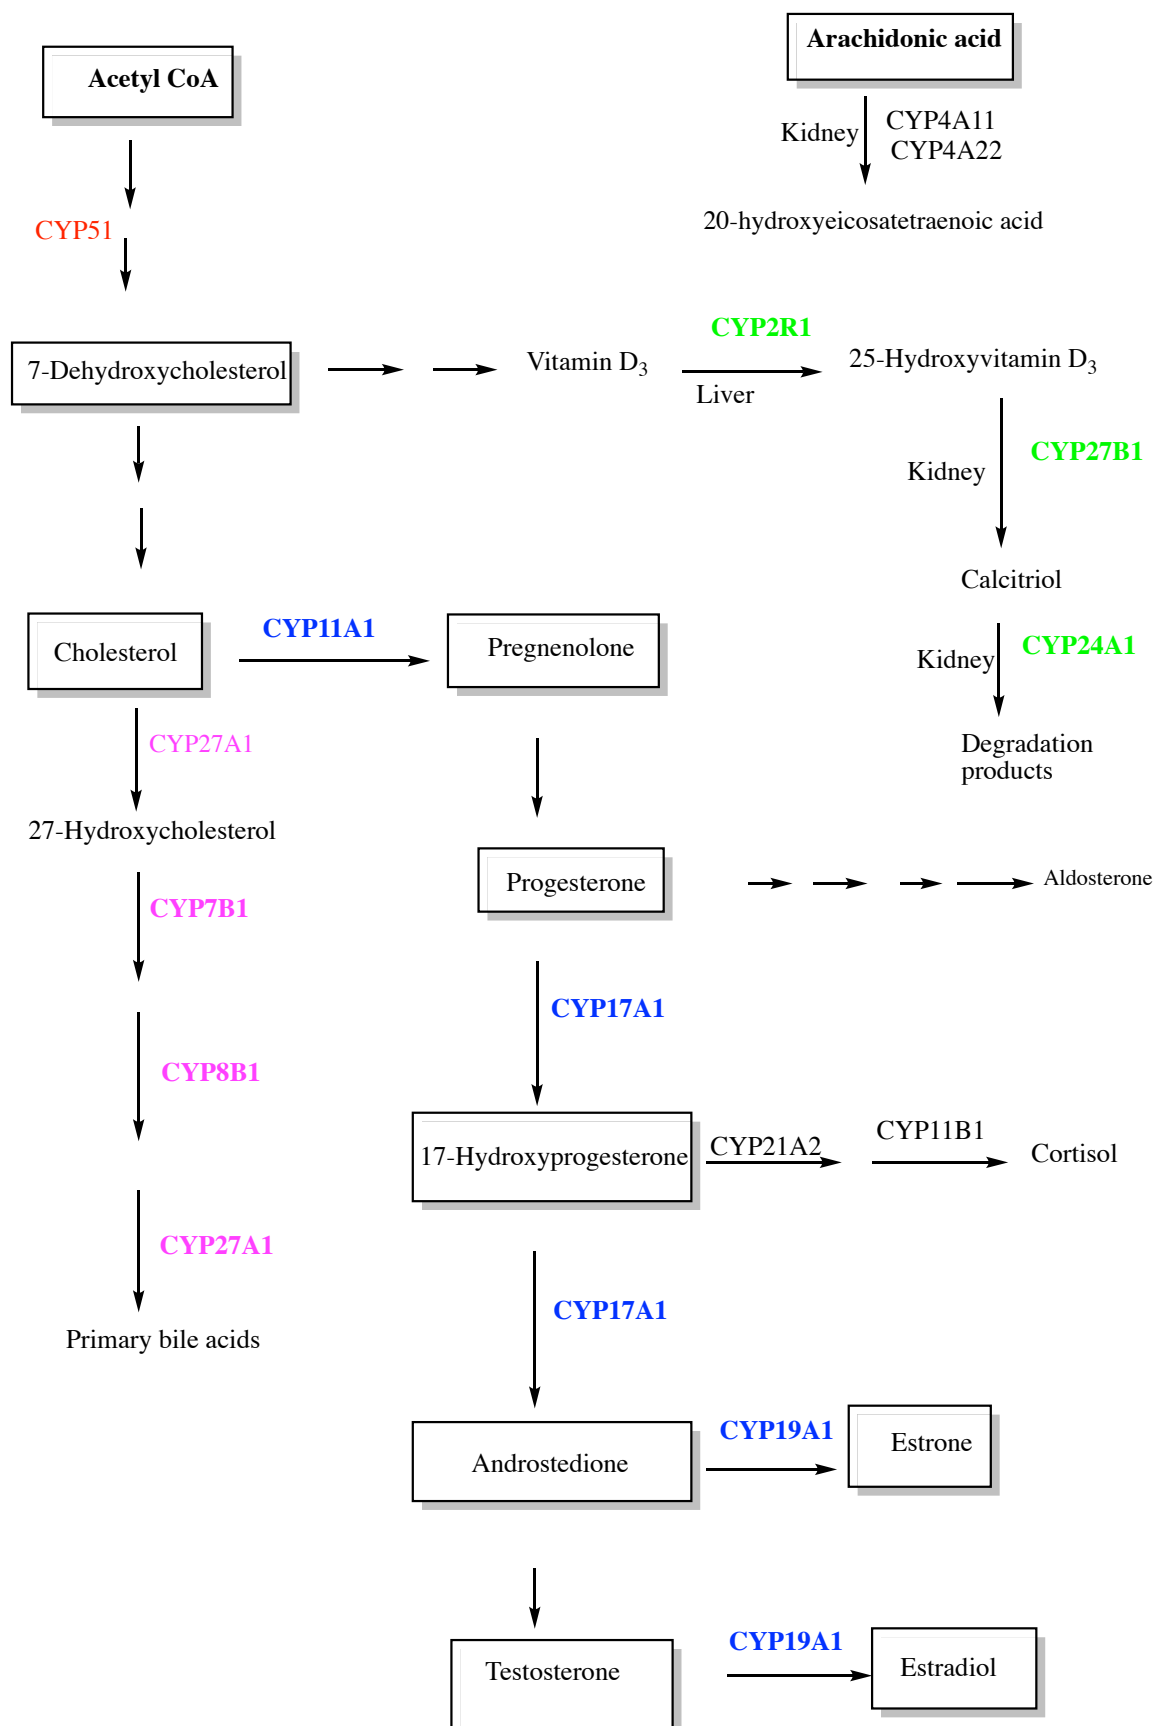 Arachidonic acid
Acetyl CoA
Kidney
CYP4A11
CYP4A22
20-hydroxyeicosatetraenoic acid
CYP51
7-Dehydroxycholesterol
Vitamin D3
CYP2R1
Liver
25-Hydroxyvitamin D3
Kidney
CYP27B1
Calcitriol
Kidney
CYP24A1
Degradation
products
Cholesterol
CYP11A1
Pregnenolone
CYP27A1
27-Hydroxycholesterol
CYP7B1
CYP8B1
CYP27A1
Primary bile acids
Progesterone
Aldosterone
CYP17A1
17-Hydroxyprogesterone
CYP21A2
CYP11B1
Cortisol
CYP17A1
Androstedione
CYP19A1
Estrone
Testosterone
CYP19A1
Estradiol